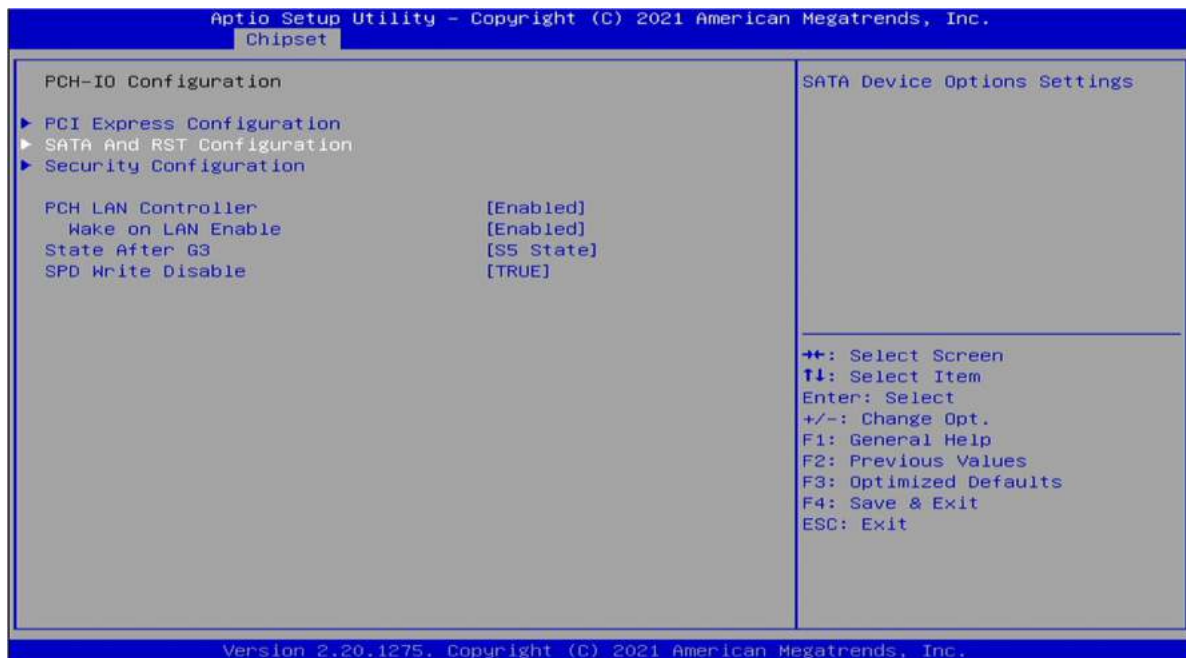 Aptio Setup Utility – Copyright (C) 2021 American Megatrends, Inc.
Chipset
PCH-IO Configuration
► PCI Express Configuration
► SATA And RST Configuration
► Security Configuration
PCH LAN Controller [Enabled]
Wake on LAN Enable [Enabled]
State After G3 [S5 State]
SPD Write Disable [TRUE]
SATA Device Options Settings
→←: Select Screen
↑↓: Select Item
Enter: Select
+/-: Change Opt.
F1: General Help
F2: Previous Values
F3: Optimized Defaults
F4: Save & Exit
ESC: Exit
Version 2.20.1275. Copyright (C) 2021 American Megatrends, Inc.